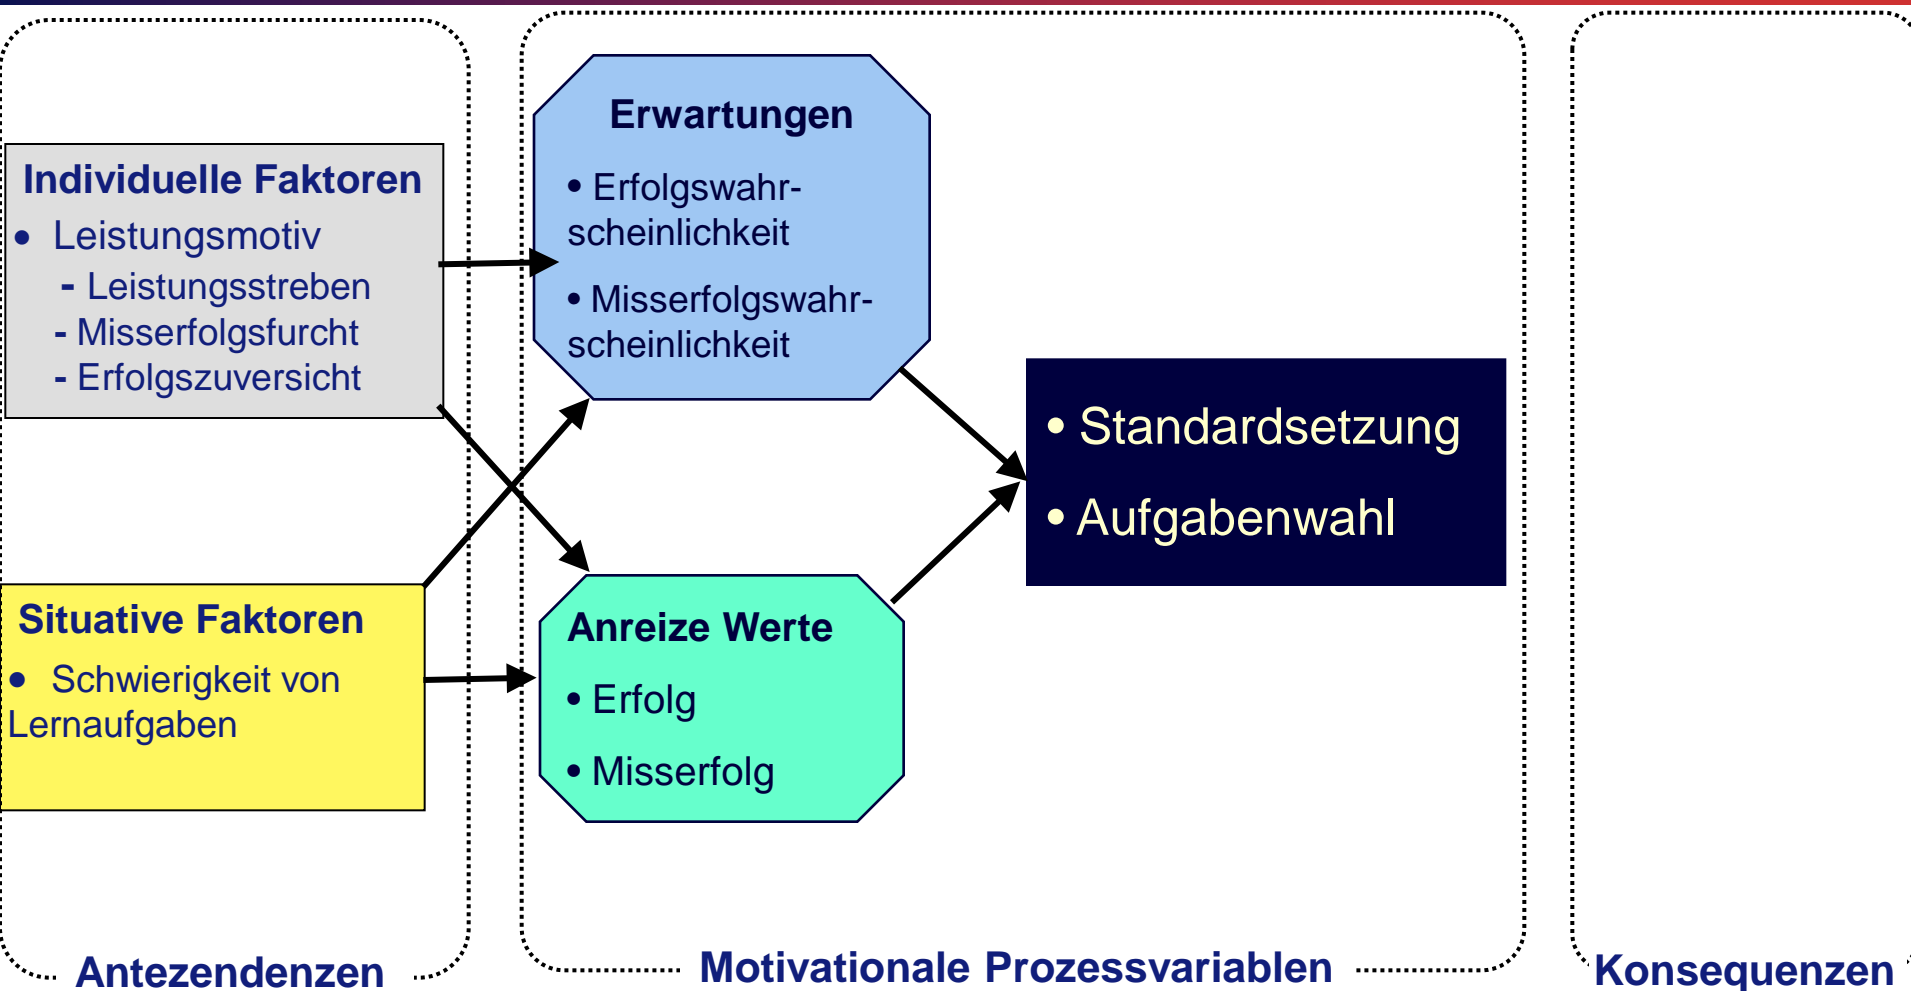 Individuelle Faktoren
• Leistungsmotiv
- Leistungsstreben
- Misserfolgsfurcht
- Erfolgszuversicht
Situative Faktoren
• Schwierigkeit von
Lernaufgaben
Antezendenzen
Erwartungen
• Erfolgswahr-
scheinlichkeit
• Misserfolgswahr-
scheinlichkeit
Anreize Werte
• Erfolg
• Misserfolg
• Standardsetzung
• Aufgabenwahl
Motivationale Prozessvariablen
Konsequenzen